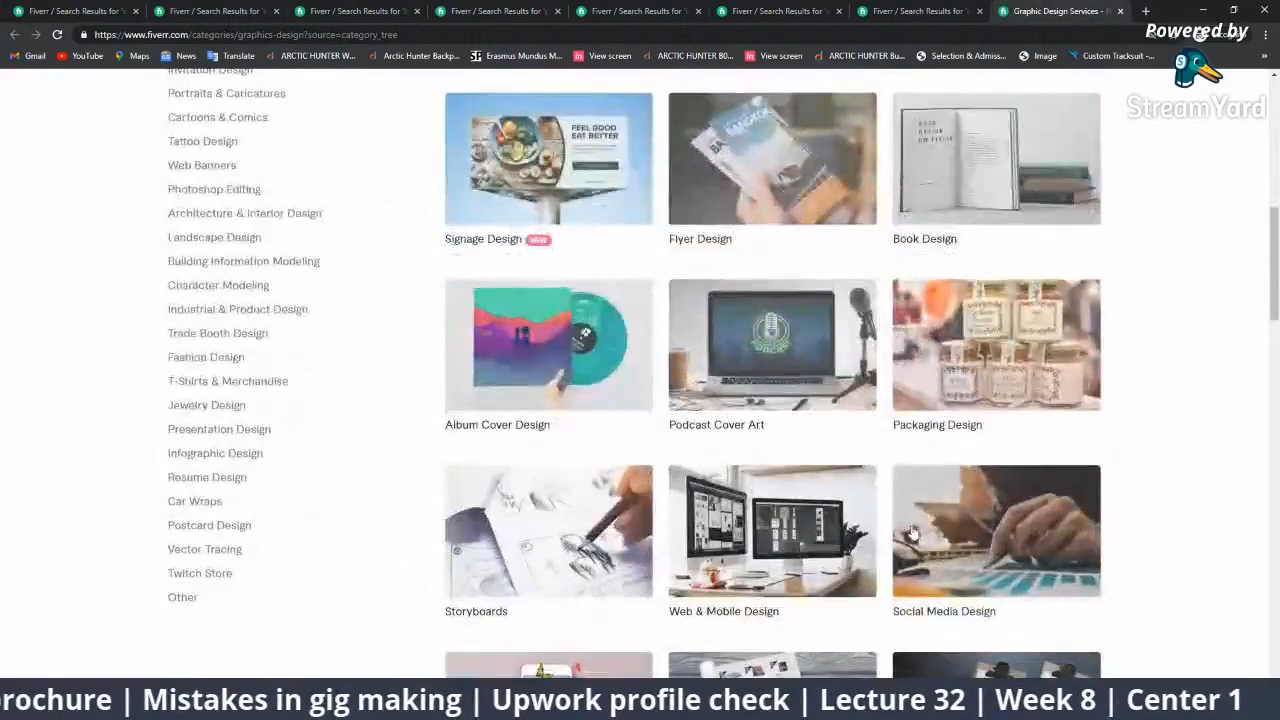 Fiverr / Search Results for '
Fiverr / Search Results for '
Fiverr / Search Results for '
Fiverr / Search Results for '
Fiverr / Search Results for '
Fiverr / Search Results for '
Fiverr / Search Results for '
Graphic Design Services -
https://www.fiverr.com/categories/graphics-design?source=category_tree
Powered by
Gmail
YouTube
Maps
News
Translate
ARCTIC HUNTER W...
Arctic Hunter Backp...
Erasmus Mundus M...
View screen
ARCTIC HUNTER B0...
View screen
ARCTIC HUNTER Bu...
Selection & Admiss...
Image
Custom Tracksuit -...
StreamYard
Invitation Design
Portraits & Caricatures
Cartoons & Comics
Tattoo Design
Web Banners
Photoshop Editing
Architecture & Interior Design
Landscape Design
Building Information Modeling
Character Modeling
Industrial & Product Design
Trade Booth Design
Fashion Design
T-Shirts & Merchandise
Jewelry Design
Presentation Design
Infographic Design
Resume Design
Car Wraps
Postcard Design
Vector Tracing
Twitch Store
Other
FEEL GOOD
EAT BETTER
BANGKOK
Signage Design NEW
Flyer Design
Book Design
Album Cover Design
Podcast Cover Art
Packaging Design
Storyboards
Web & Mobile Design
Social Media Design
brochure | Mistakes in gig making | Upwork profile check | Lecture 32 | Week 8 | Center 1